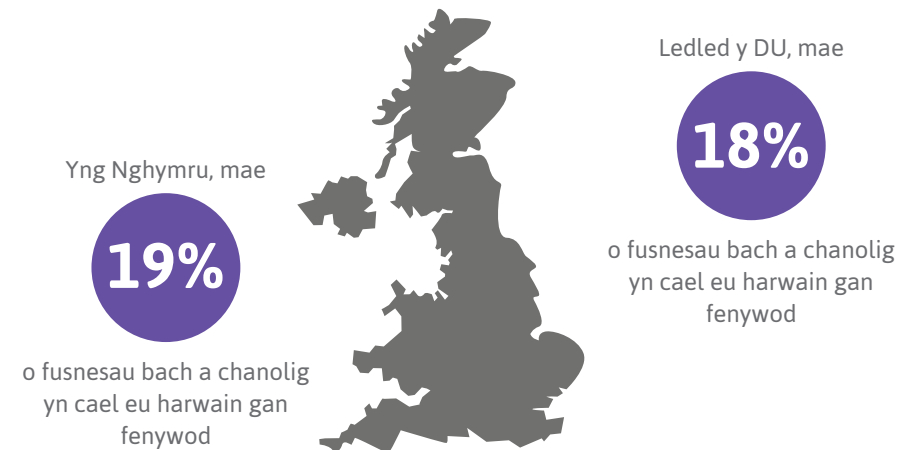 Yng Nghymru, mae
19%
o fusnesau bach a chanolig
yn cael eu harwain gan
fenywod
Ledled y DU, mae
18%
o fusnesau bach a chanolig
yn cael eu harwain gan
fenywod